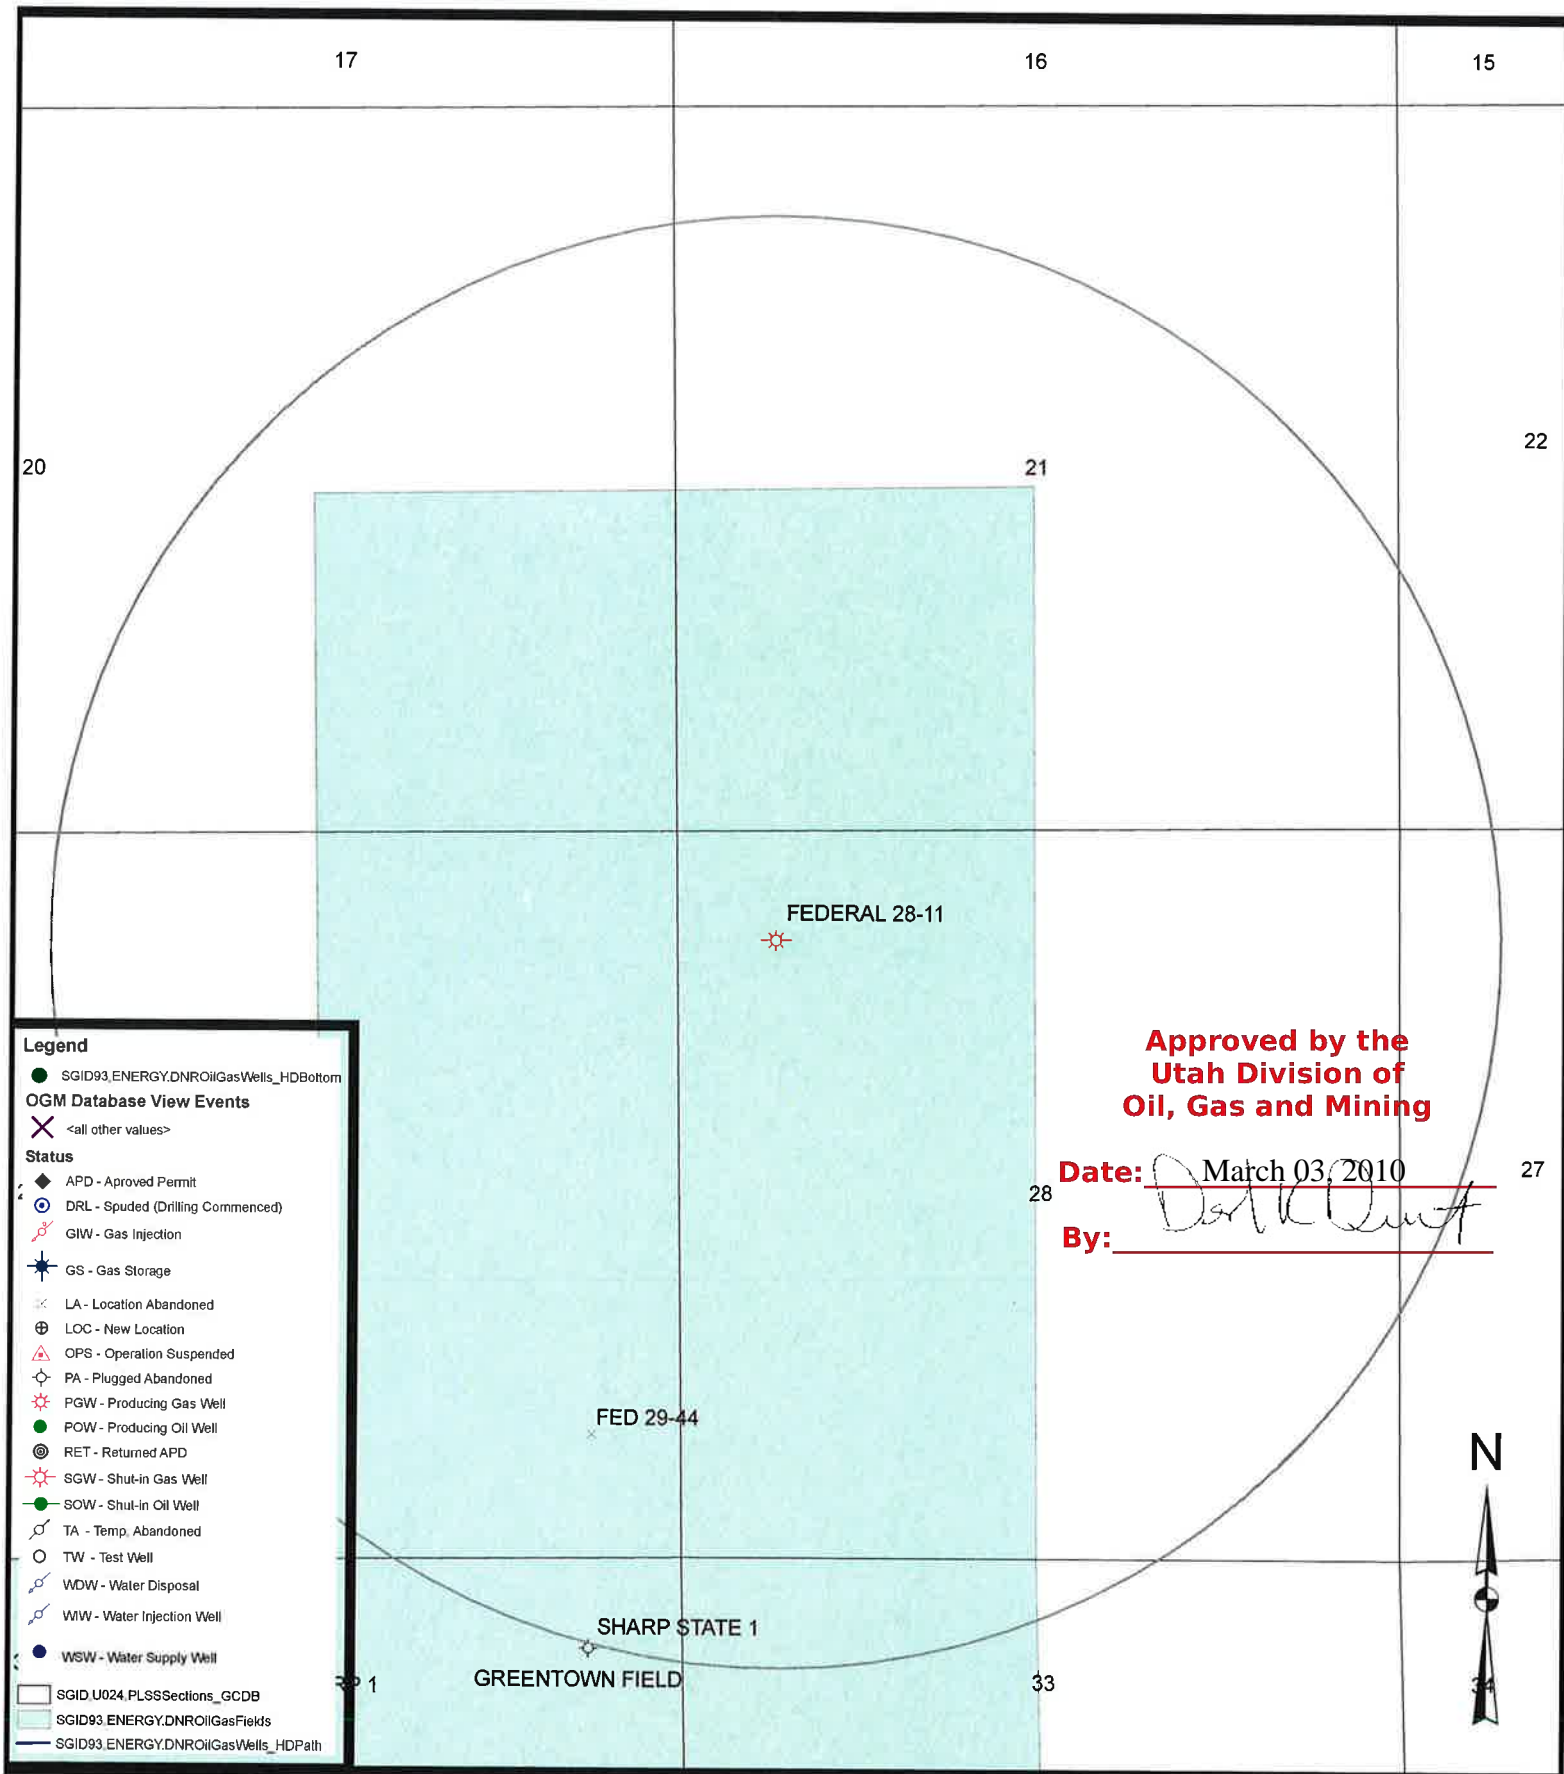 17
16
15
20
21
22
FEDERAL 28-11
Approved by the
Utah Division of
Oil, Gas and Mining
Date: March 03, 2010
By:
28
27
Legend
SGID93.ENERGY.DNROilGasWells_HDBottom
OGM Database View Events
<all other values>
Status
APD - Aproved Permit
DRL - Spuded (Drilling Commenced)
GIW - Gas Injection
GS - Gas Storage
LA - Location Abandoned
LOC - New Location
OPS - Operation Suspended
PA - Plugged Abandoned
PGW - Producing Gas Well
POW - Producing Oil Well
RET - Returned APD
SGW - Shut-in Gas Well
SOW - Shut-in Oil Well
TA - Temp. Abandoned
TW - Test Well
WDW - Water Disposal
WIW - Water Injection Well
WSW - Water Supply Well
SGID.U024.PLSSSections_GCDB
SGID93.ENERGY.DNROilGasFields
SGID93.ENERGY.DNROilGasWells_HDPath
FED 29-44
N
SHARP STATE 1
GREENTOWN FIELD
1
33
34